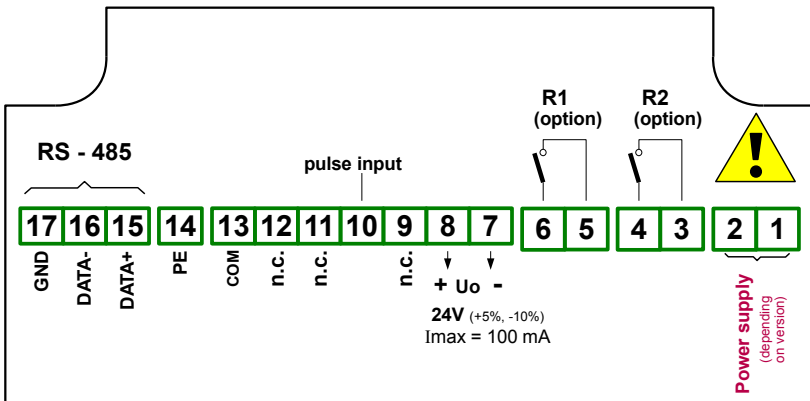 R1
(option)
R2
(option)
!
RS - 485
pulse input
17 16 15 14 13 12 11 10 9 8 7 6 5 4 3 2 1
GND
DATA-
DATA+
PE
COM
n.c.
n.c.
n.c.
+ Uo -
24V (+5%, -10%)
Imax = 100 mA
Power supply
(depending
on version)